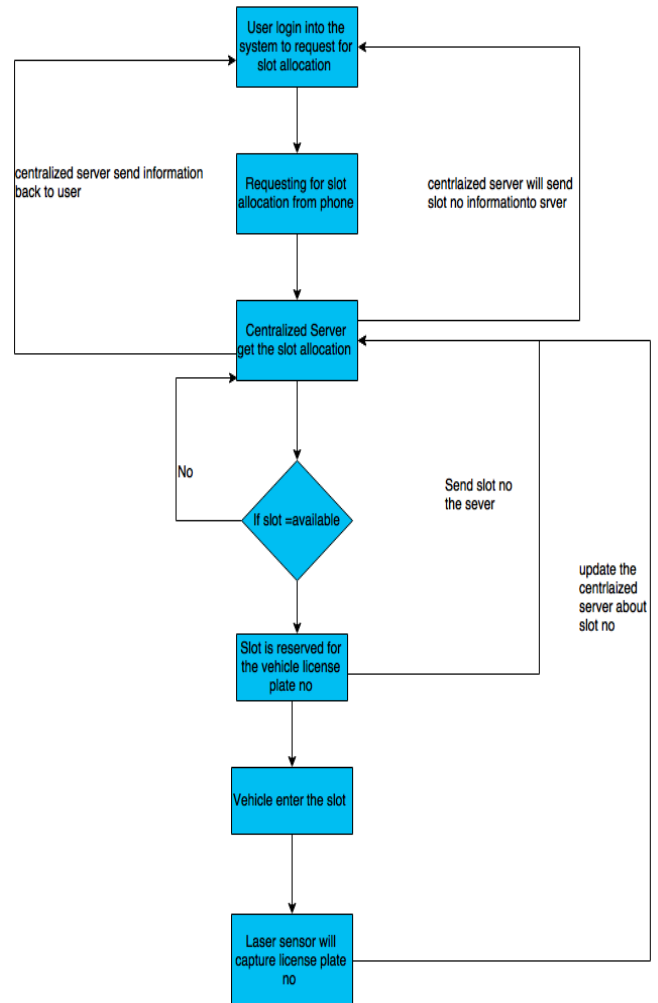 User login into the
system to request for
slot allocation
centralized server send information
back to user
Requesting for slot
allocation from phone
centrlaized server will send
slot no informationto srver
Centralized Server
get the slot allocation
No
If slot =available
Send slot no
the sever
update the
centrlaized
server about
slot no
Slot is reserved for
the vehicle license
plate no
Vehicle enter the slot
Laser sensor will
capture license plate
no